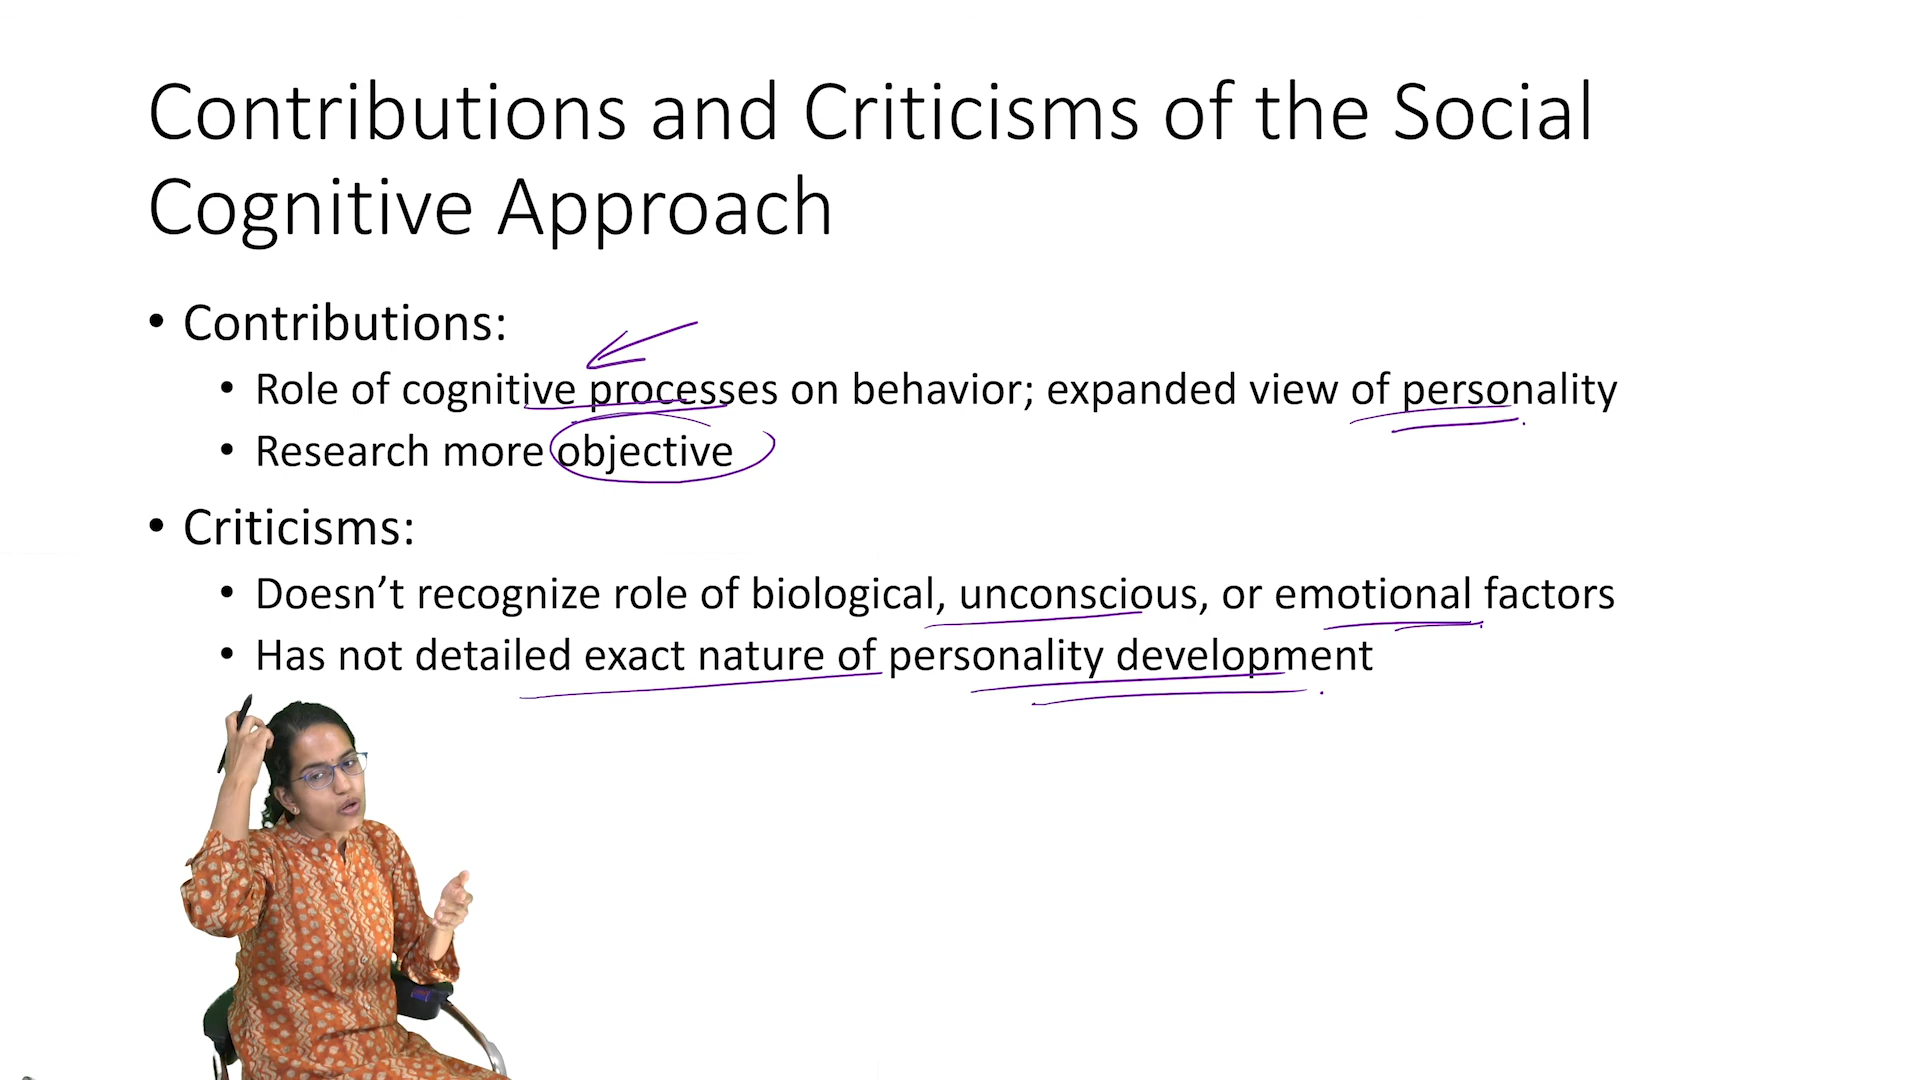 Contributions and Criticisms of the Social
Cognitive Approach
• Contributions:
• Role of cognitive processes on behavior; expanded view of personality
• Research more objective
• Criticisms:
• Doesn’t recognize role of biological, unconscious, or emotional factors
• Has not detailed exact nature of personality development